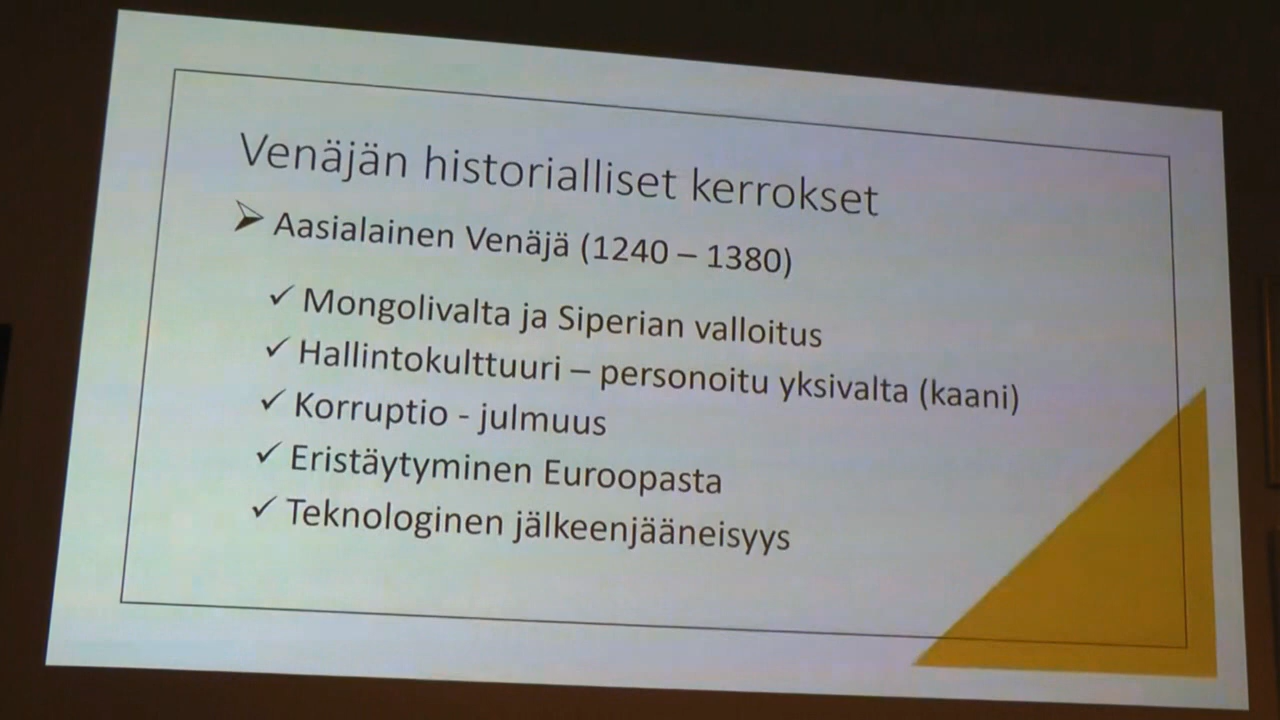 Venäjän historialliset kerrokset
Aasialainen Venäjä (1240 – 1380)
Mongolivalta ja Siperian valloitus
Hallintokulttuuri – personoitu yksivalta (kaani)
Korruptio - julmuus
Eristäytyminen Euroopasta
Teknologinen jälkeenjääneisyys